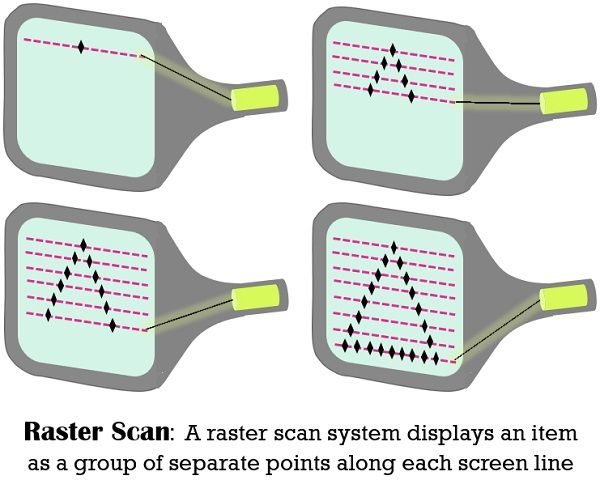 Raster Scan: A raster scan system displays an item
as a group of separate points along each screen line